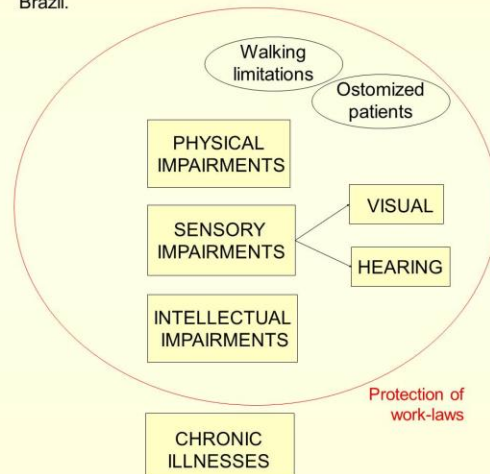 Brazil.
Walking
limitations
Ostomized
patients
PHYSICAL
IMPAIRMENTS
SENSORY
IMPAIRMENTS
VISUAL
HEARING
INTELLECTUAL
IMPAIRMENTS
Protection of
work-laws
CHRONIC
ILLNESSES